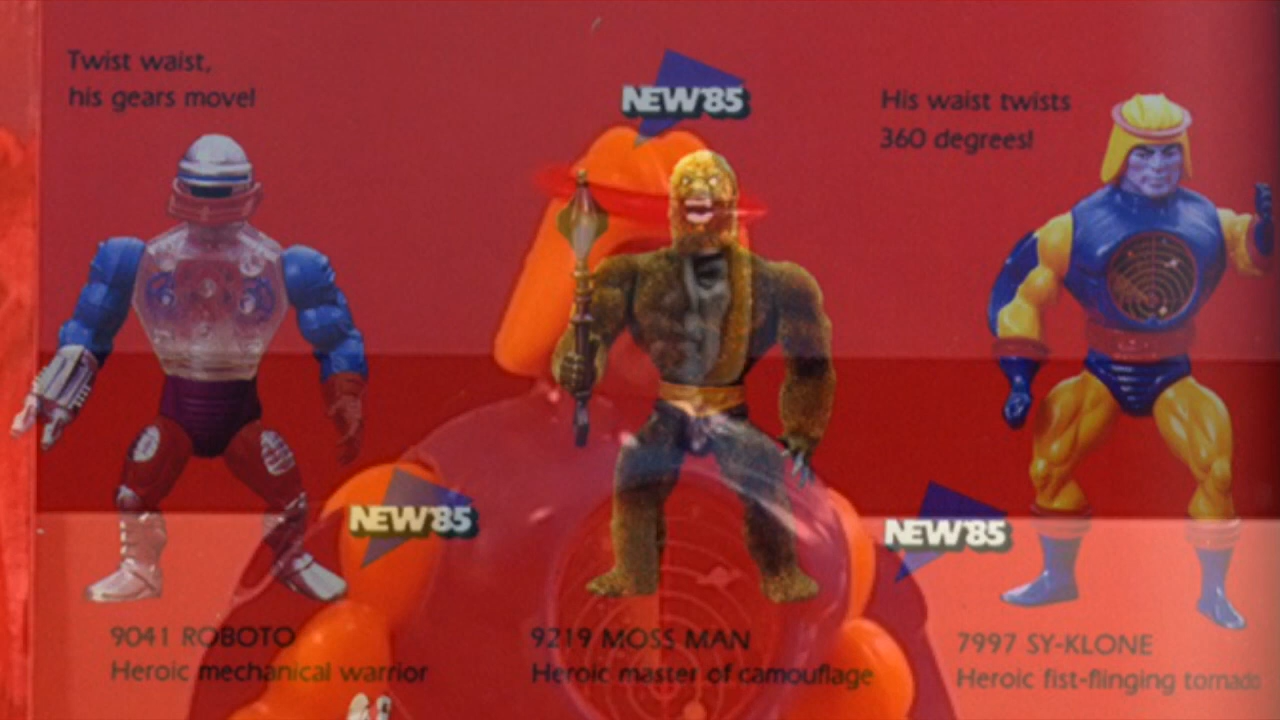 Twist waist,
his gears move!
NEW'85
His waist twists
360 degrees!
NEW'85
NEW'85
9041 ROBOTO
Heroic mechanical warrior
9219 MOSS MAN
Heroic master of camouflage
7997 SY-KLONE
Heroic fist-flinging tornado